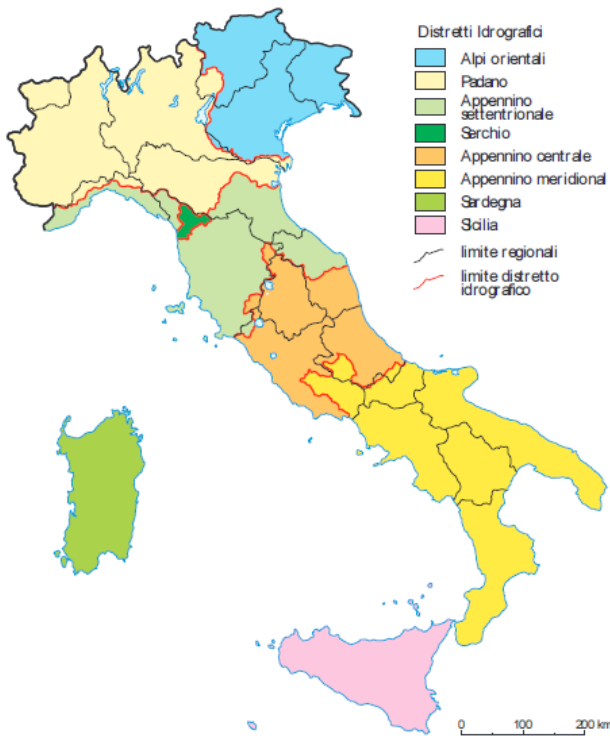 Distretti Idrografici
Alpi orientali
Padano
Appennino
settentrionale
Serchio
Appennino centrale
Appennino meridional
Sardegna
Sicilia
limite regionali
limite distretto
idrografico
0 100 200 km